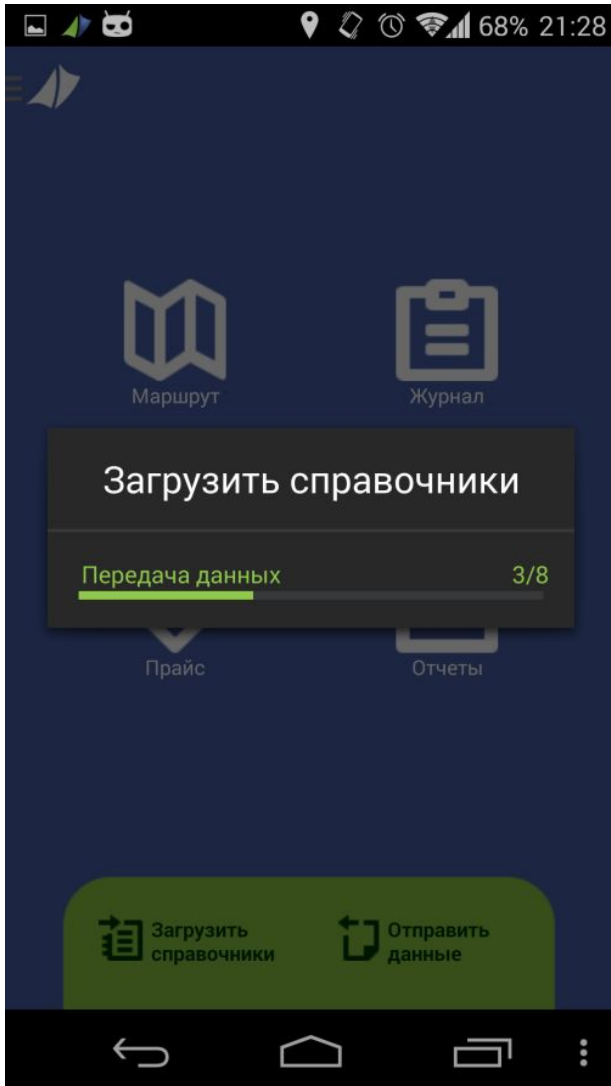 68% 21:28
Маршрут
Журнал
Загрузить справочники
Передача данных
3/8
Прайс
Отчеты
Загрузить
справочники
Отправить
данные